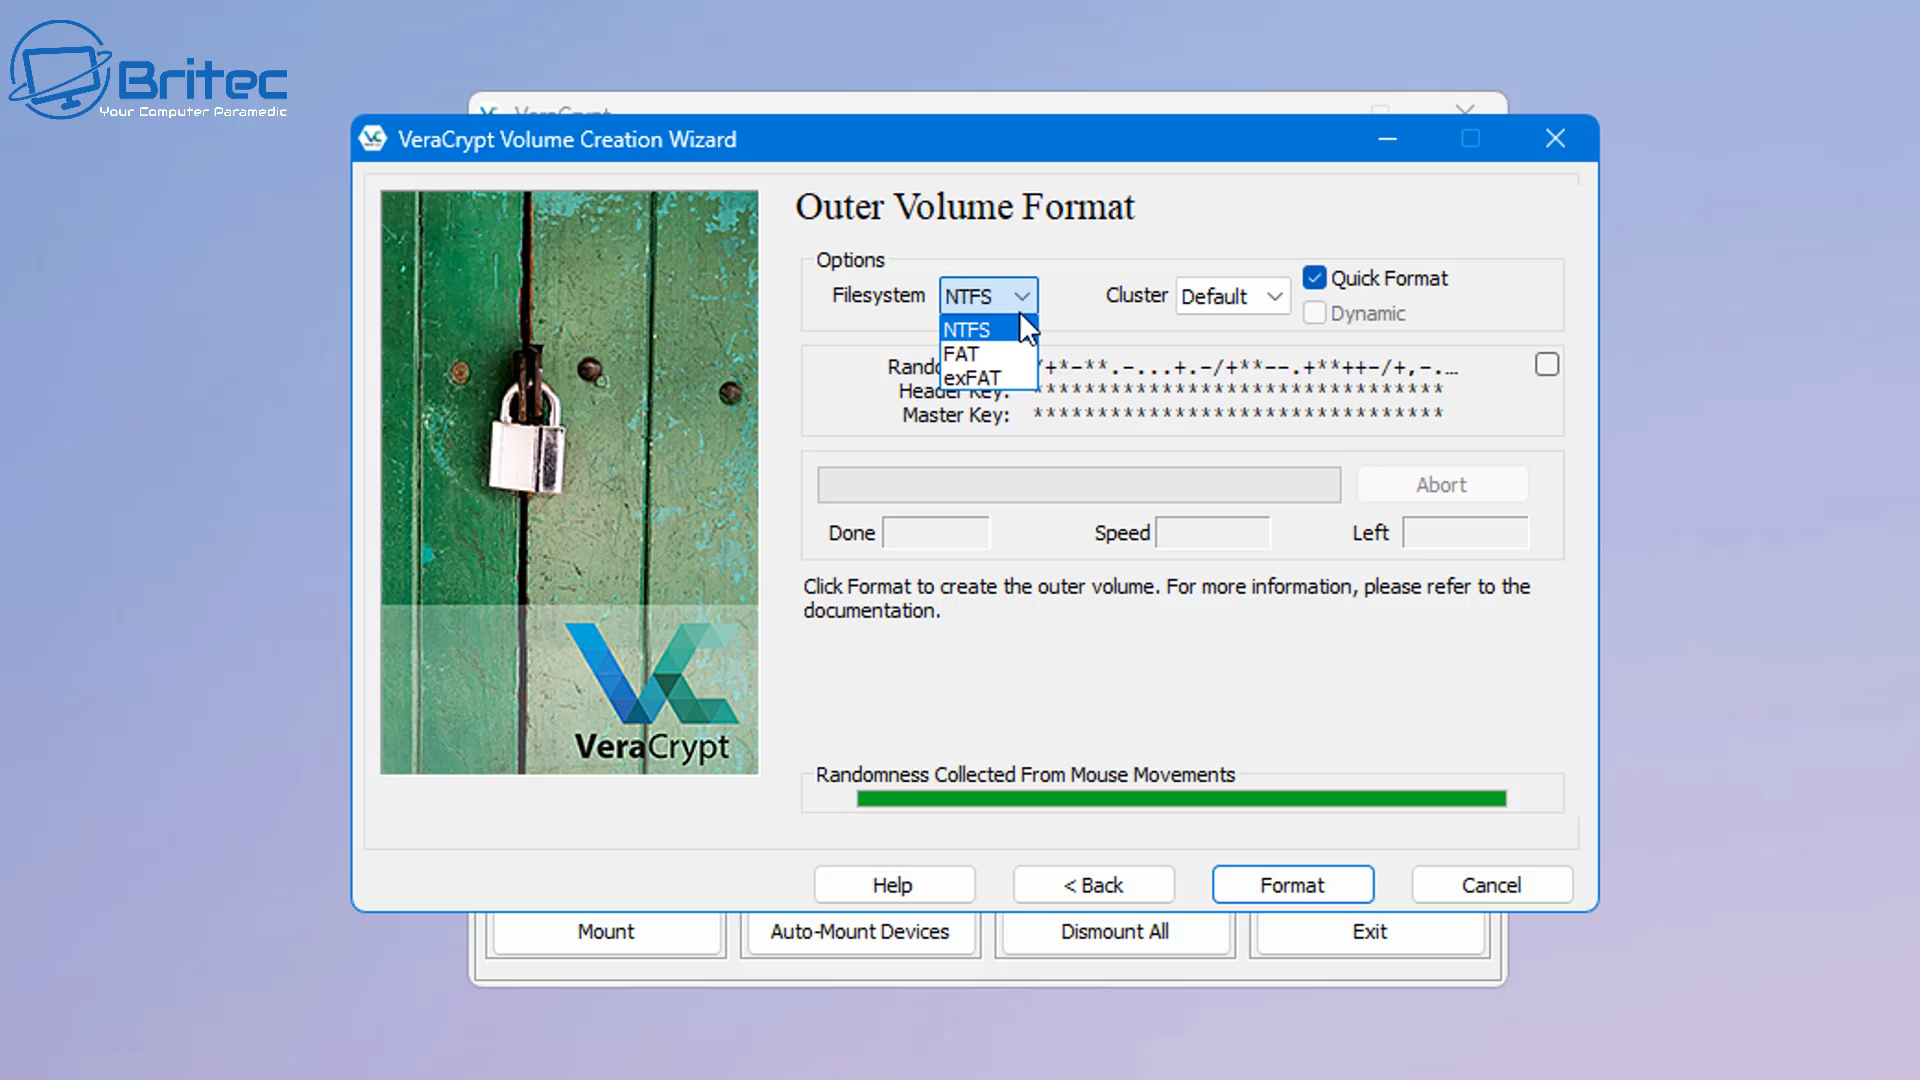 Britec
Your Computer Paramedic
VeraCrypt
VeraCrypt Volume Creation Wizard
Outer Volume Format
Options
Filesystem NTFS Cluster Default Quick Format
Dynamic
NTFS
FAT
exFAT
/+*-**.-...+.-/+**--.+**++-/+,-.…
Header Key: ********************************
Master Key: ********************************
Abort
Done Speed Left
Click Format to create the outer volume. For more information, please refer to the
documentation.
VeraCrypt
Randomness Collected From Mouse Movements
Help < Back Format Cancel
Mount Auto-Mount Devices Dismount All Exit